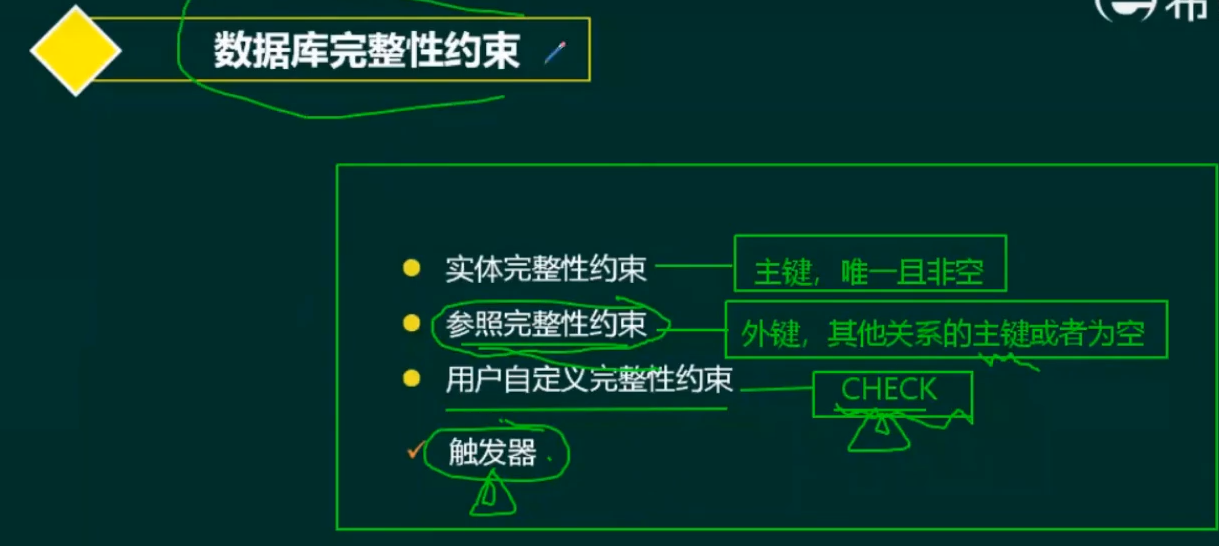 数据库完整性约束
实体完整性约束 主键，唯一且非空
参照完整性约束 外键，其他关系的主键或者为空
用户自定义完整性约束 CHECK
触发器